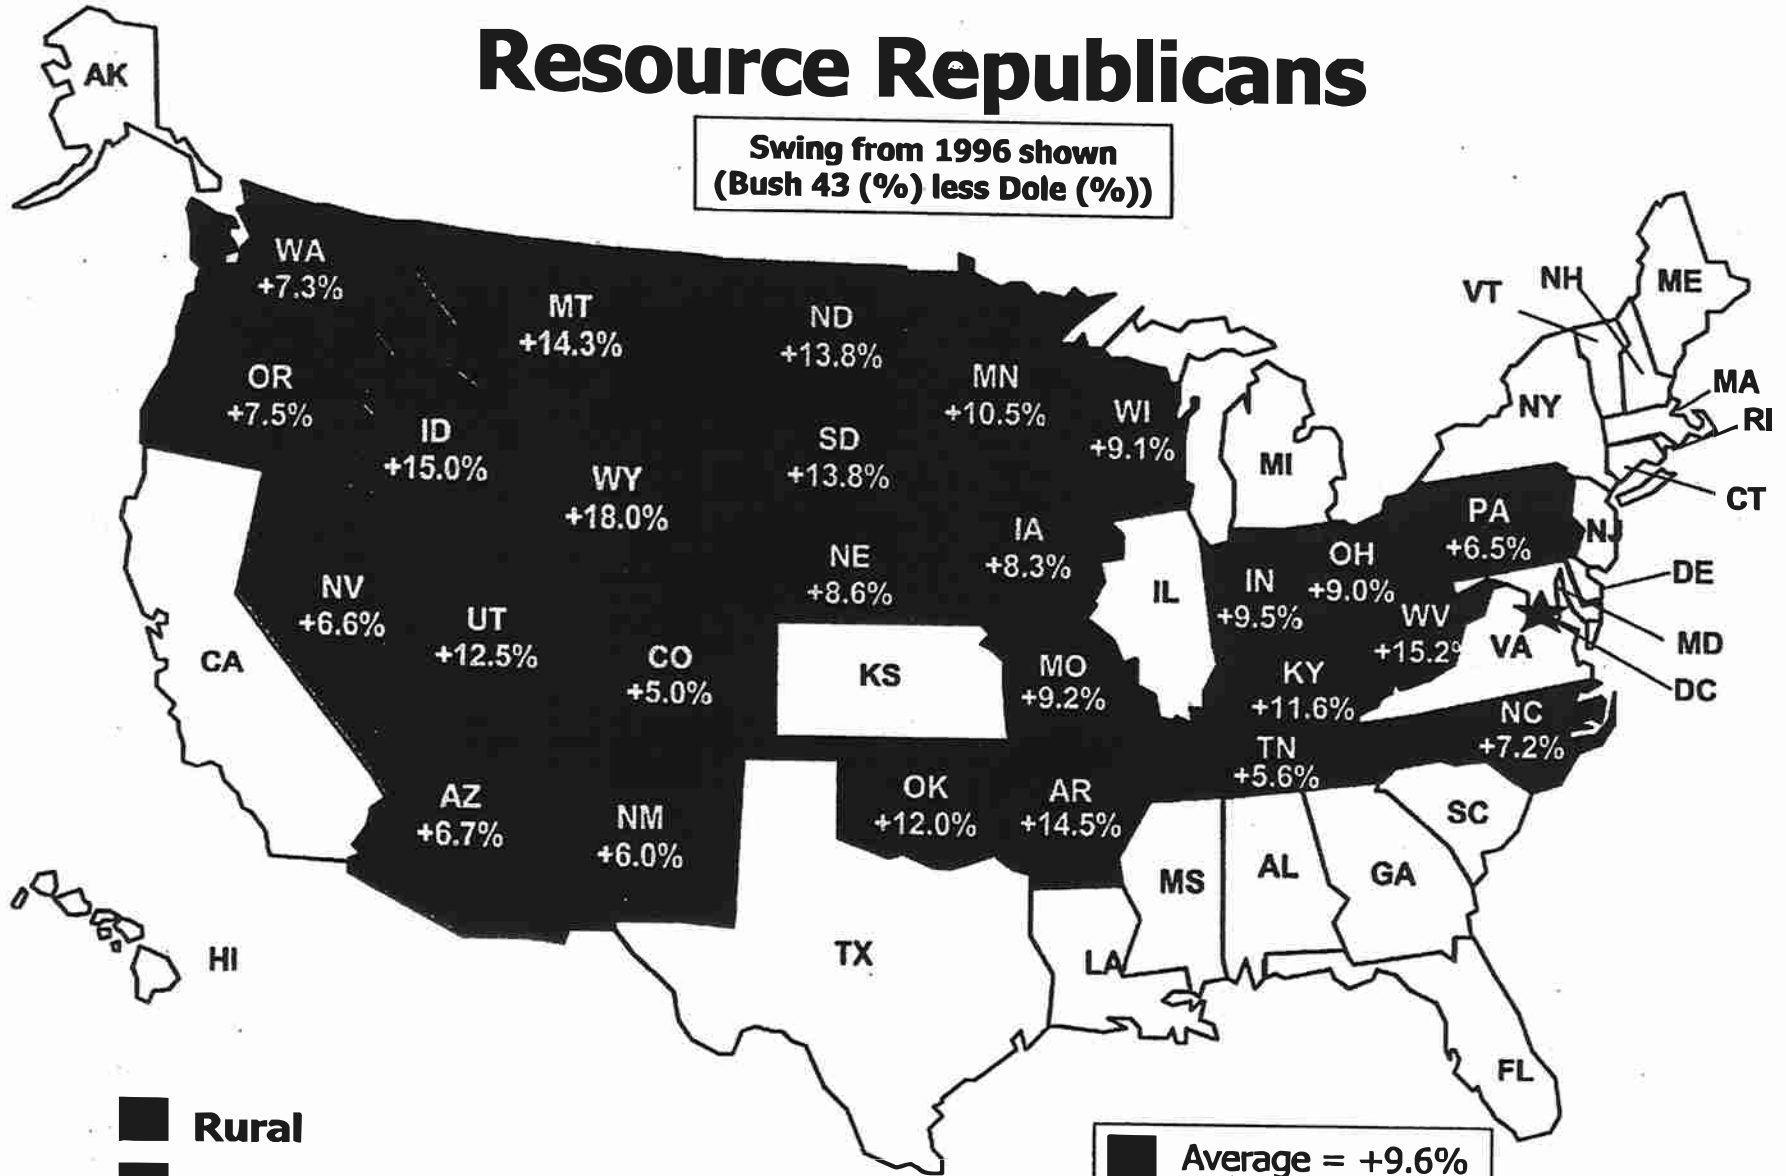 Resource Republicans
Swing from 1996 shown
(Bush 43 (%) less Dole (%))
AK
WA
+7.3%
MT
+14.3%
ND
+13.8%
MN
+10.5%
WI
+9.1%
OR
+7.5%
ID
+15.0%
WY
+18.0%
SD
+13.8%
IA
+8.3%
NE
+8.6%
NV
+6.6%
UT
+12.5%
CO
+5.0%
CA
KS
MO
+9.2%
IL
IN
+9.5%
OH
+9.0%
MI
PA
+6.5%
WV
+15.2%
KY
+11.6%
VA
NC
+7.2%
TN
+5.6%
AZ
+6.7%
NM
+6.0%
OK
+12.0%
AR
+14.5%
SC
MS
AL
GA
LA
TX
FL
HI
VT
NH
ME
NY
MA
RI
CT
NJ
DE
MD
DC
Rural
Average = +9.6%